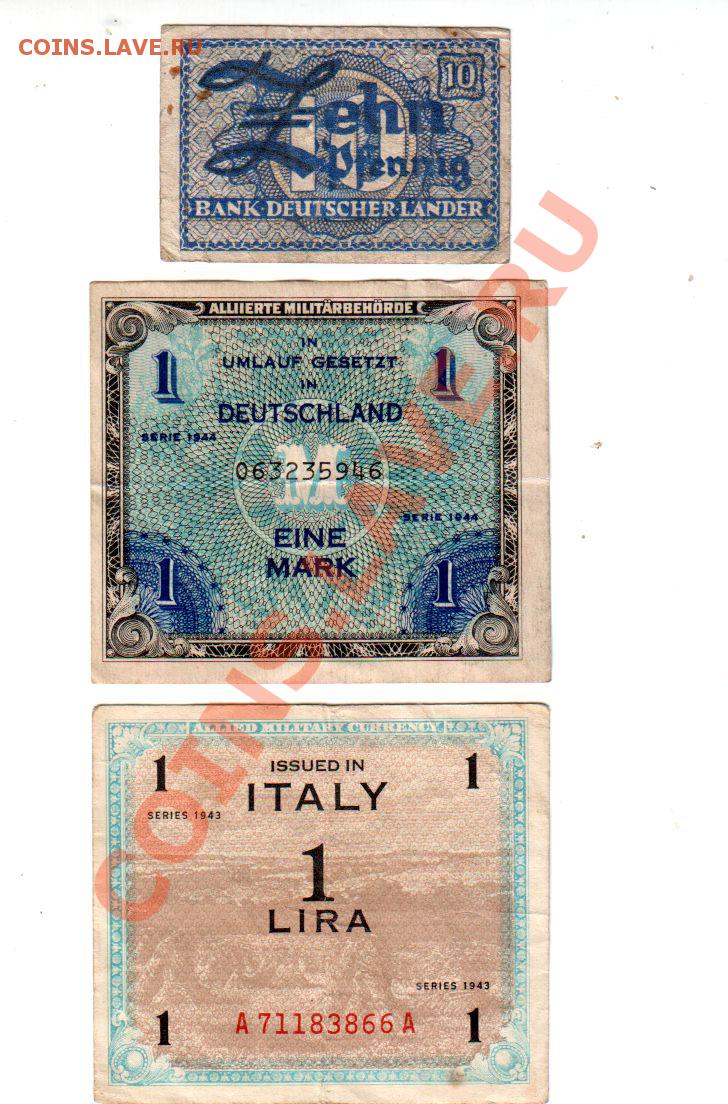 COINS.LAVE.RU
10
Zehn
Pfennig
BANK·DEUTSCHER·LÄNDER
ALLIIERTE MILITÄRBEHÖRDE
IN
UMLAUF GESETZT
IN
1 1
DEUTSCHLAND
SERIE 1944
063235946
M
SERIE 1944
EINE
MARK
1 1
ALLIED MILITARY CURRENCY
1 1
ISSUED IN
ITALY
SERIES 1943
1
LIRA
SERIES 1943
A71183866A
1 1
COINS.LAVE.RU